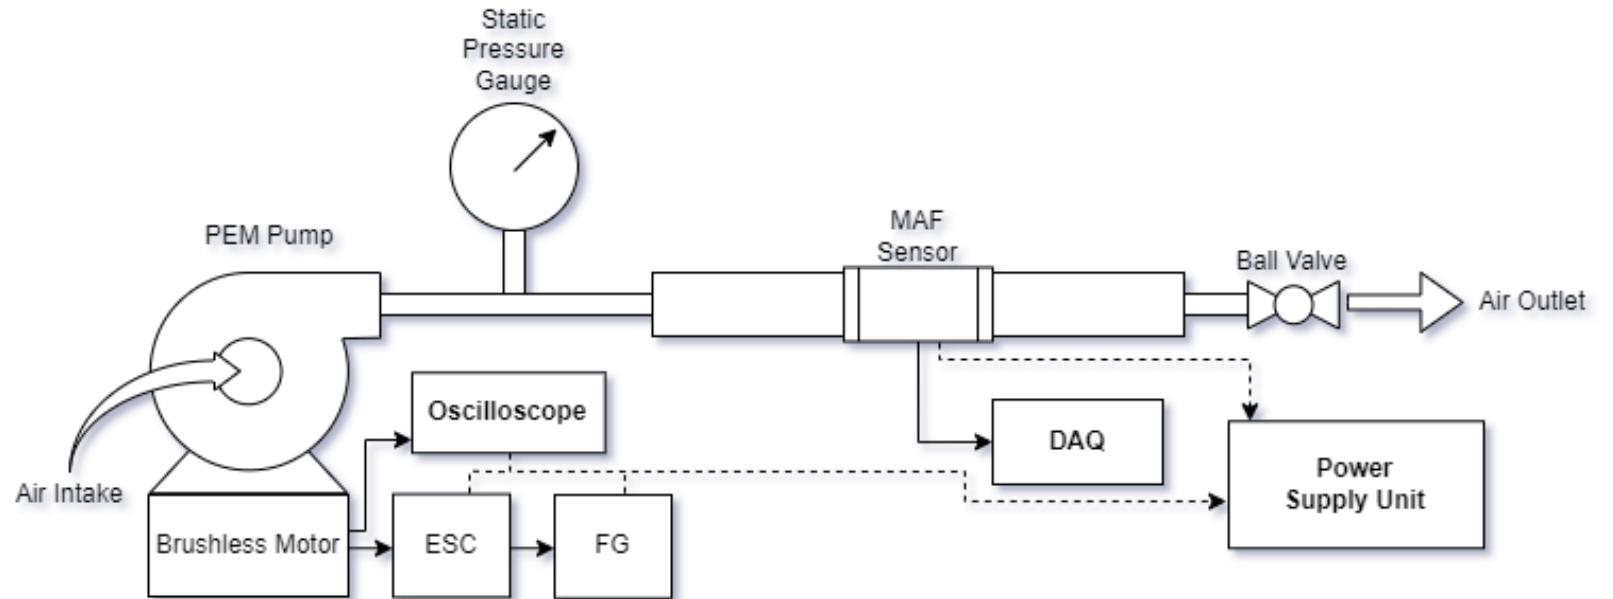 Static
Pressure
Gauge
PEM Pump
MAF
Sensor
Ball Valve
Air Outlet
Oscilloscope
DAQ
Power
Supply Unit
Air Intake
Brushless Motor
ESC
FG